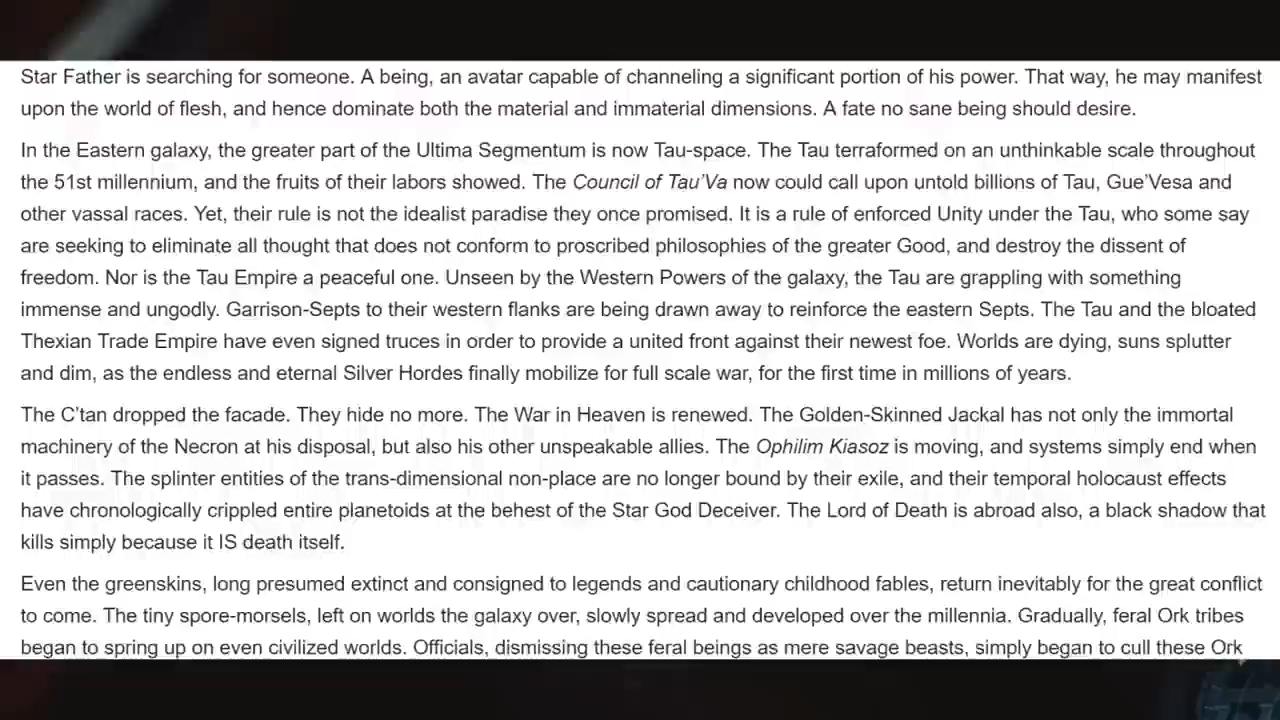 Star Father is searching for someone. A being, an avatar capable of channeling a significant portion of his power. That way, he may manifest
upon the world of flesh, and hence dominate both the material and immaterial dimensions. A fate no sane being should desire.
In the Eastern galaxy, the greater part of the Ultima Segmentum is now Tau-space. The Tau terraformed on an unthinkable scale throughout
the 51st millennium, and the fruits of their labors showed. The Council of Tau’Va now could call upon untold billions of Tau, Gue’Vesa and
other vassal races. Yet, their rule is not the idealist paradise they once promised. It is a rule of enforced Unity under the Tau, who some say
are seeking to eliminate all thought that does not conform to proscribed philosophies of the greater Good, and destroy the dissent of
freedom. Nor is the Tau Empire a peaceful one. Unseen by the Western Powers of the galaxy, the Tau are grappling with something
immense and ungodly. Garrison-Septs to their western flanks are being drawn away to reinforce the eastern Septs. The Tau and the bloated
Thexian Trade Empire have even signed truces in order to provide a united front against their newest foe. Worlds are dying, suns splutter
and dim, as the endless and eternal Silver Hordes finally mobilize for full scale war, for the first time in millions of years.
The C’tan dropped the facade. They hide no more. The War in Heaven is renewed. The Golden-Skinned Jackal has not only the immortal
machinery of the Necron at his disposal, but also his other unspeakable allies. The Ophilim Kiasoz is moving, and systems simply end when
it passes. The splinter entities of the trans-dimensional non-place are no longer bound by their exile, and their temporal holocaust effects
have chronologically crippled entire planetoids at the behest of the Star God Deceiver. The Lord of Death is abroad also, a black shadow that
kills simply because it IS death itself.
Even the greenskins, long presumed extinct and consigned to legends and cautionary childhood fables, return inevitably for the great conflict
to come. The tiny spore-morsels, left on worlds the galaxy over, slowly spread and developed over the millennia. Gradually, feral Ork tribes
began to spring up on even civilized worlds. Officials, dismissing these feral beings as mere savage beasts, simply began to cull these Ork